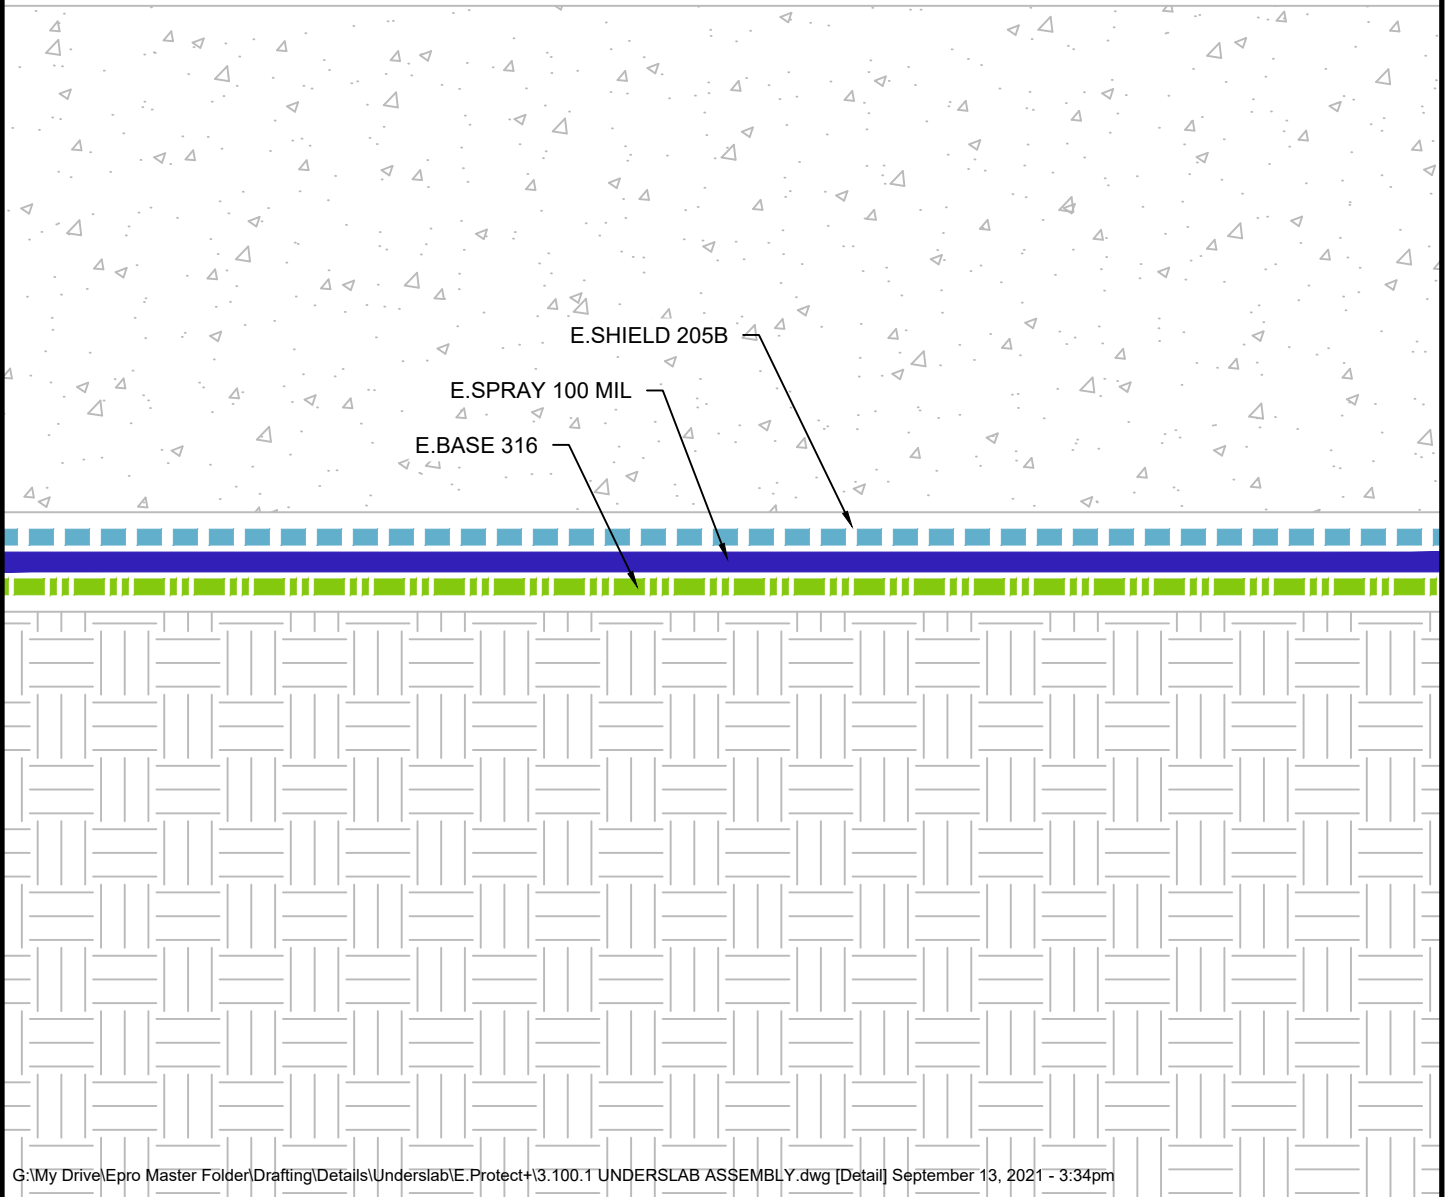 E.SHIELD 205B
E.SPRAY 100 MIL
E.BASE 316
G:\My Drive\Epro Master Folder\Drafting\Details\Underslab\E.Protect+\3.100.1 UNDERSLAB ASSEMBLY.dwg [Detail] September 13, 2021 - 3:34pm